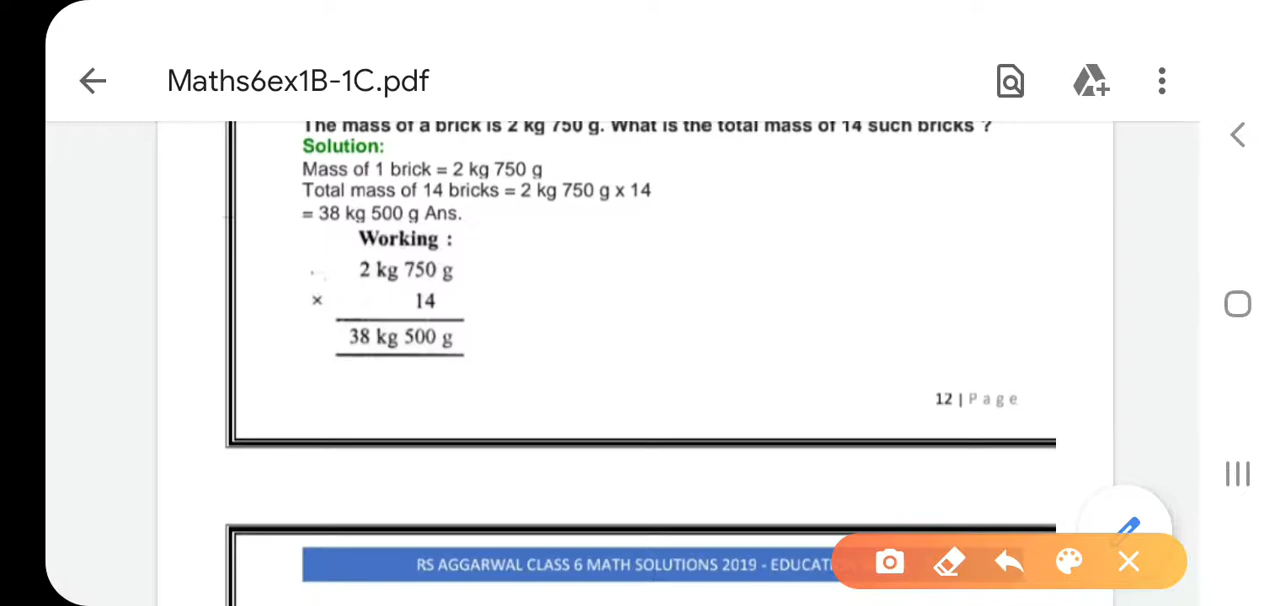 Maths6ex1B-1C.pdf
The mass of a brick is 2 kg 750 g. What is the total mass of 14 such bricks ?
Solution:
Mass of 1 brick = 2 kg 750 g
Total mass of 14 bricks = 2 kg 750 g x 14
= 38 kg 500 g Ans.
Working :
2 kg 750 g
× 14
38 kg 500 g
12 | P a g e
RS AGGARWAL CLASS 6 MATH SOLUTIONS 2019 - EDUCATI